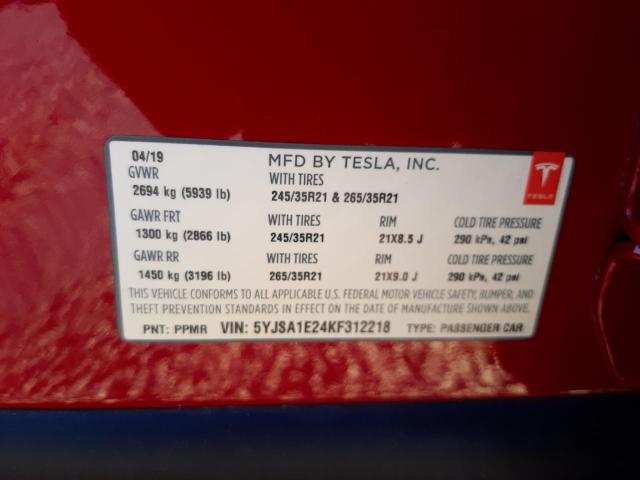 04/19 MFD BY TESLA, INC.
GVWR WITH TIRES
2694 kg (5939 lb) 245/35R21 & 265/35R21
TESLA
GAWR FRT WITH TIRES RIM COLD TIRE PRESSURE
1300 kg (2866 lb) 245/35R21 21X8.5 J 290 kPa, 42 psi
GAWR RR WITH TIRES RIM COLD TIRE PRESSURE
1450 kg (3196 lb) 265/35R21 21X9.0 J 290 kPa, 42 psi
THIS VEHICLE CONFORMS TO ALL APPLICABLE U.S. FEDERAL MOTOR VEHICLE SAFETY, BUMPER, AND
THEFT PREVENTION STANDARDS IN EFFECT ON THE DATE OF MANUFACTURE SHOWN ABOVE.
PNT: PPMR VIN: 5YJSA1E24KF312218 TYPE: PASSENGER CAR